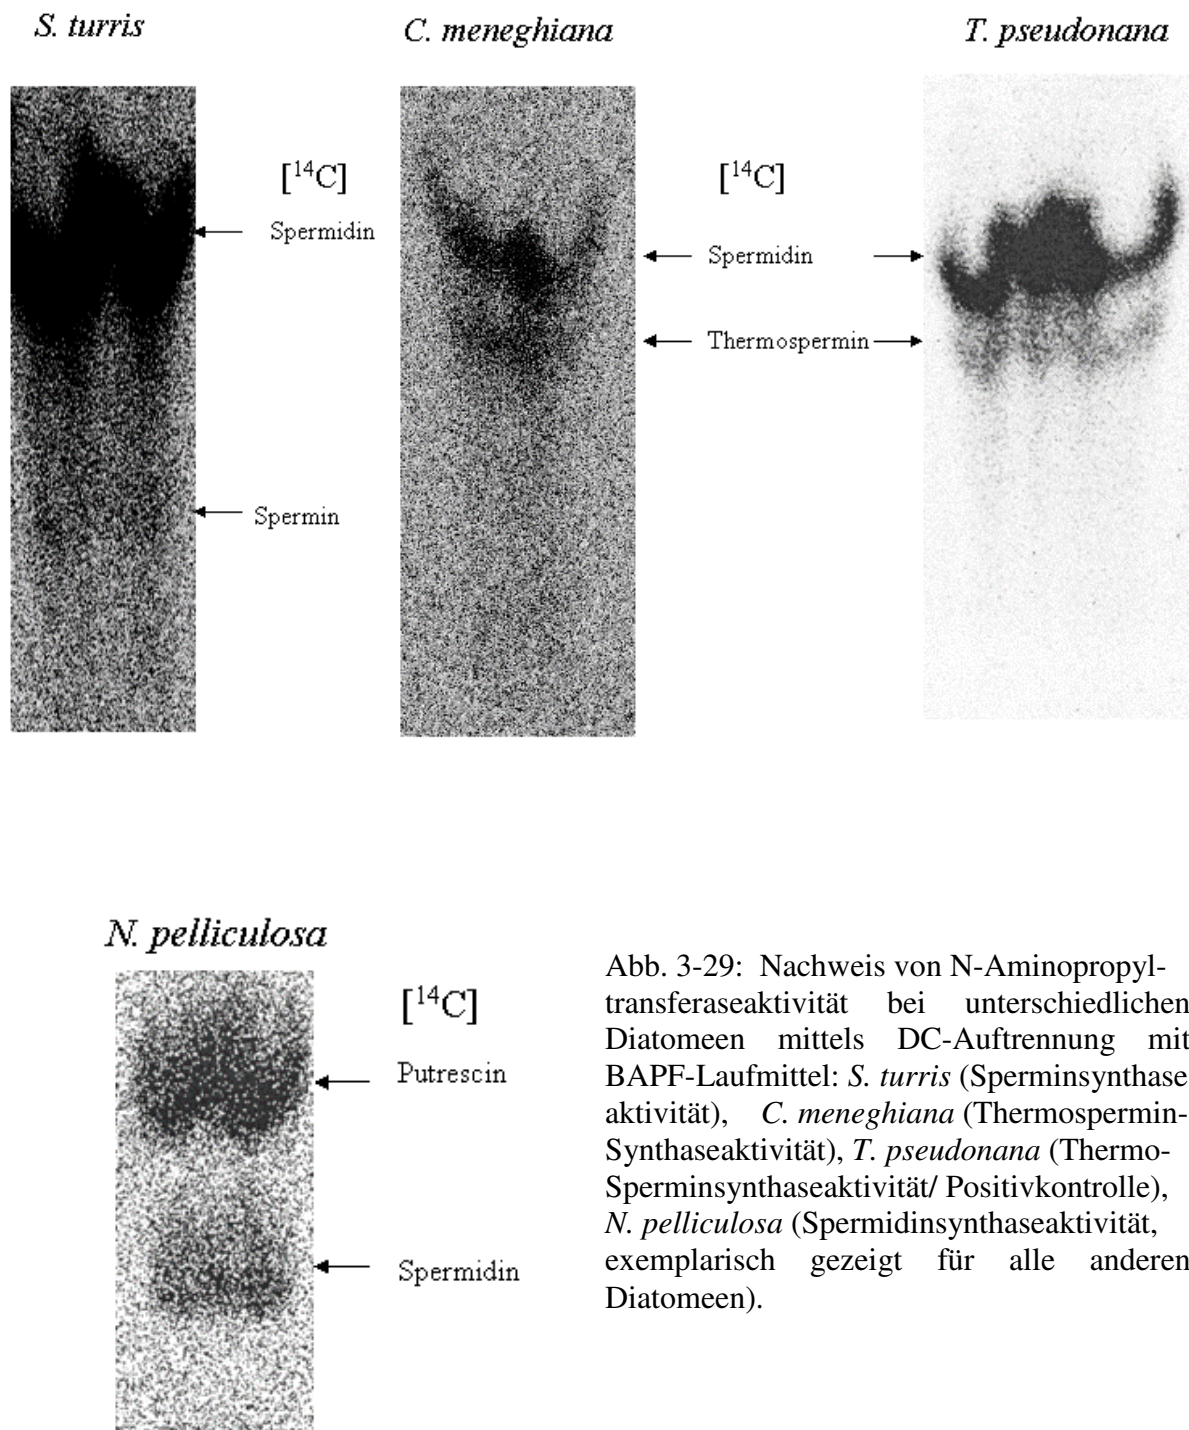 S. turris
C. meneghiana
T. pseudonana
[14C]
Spermidin
Spermin
[14C]
Spermidin
Thermospermin
N. pelliculosa
[14C]
Putrescin
Spermidin
Abb. 3-29: Nachweis von N-Aminopropyl-
transferaseaktivität bei unterschiedlichen
Diatomeen mittels DC-Auftrennung mit
BAPF-Laufmittel: S. turris (Sperminsynthase
aktivität), C. meneghiana (Thermospermin-
Synthaseaktivität), T. pseudonana (Thermo-
Sperminsynthaseaktivität/ Positivkontrolle),
N. pelliculosa (Spermidinsynthaseaktivität,
exemplarisch gezeigt für alle anderen
Diatomeen).